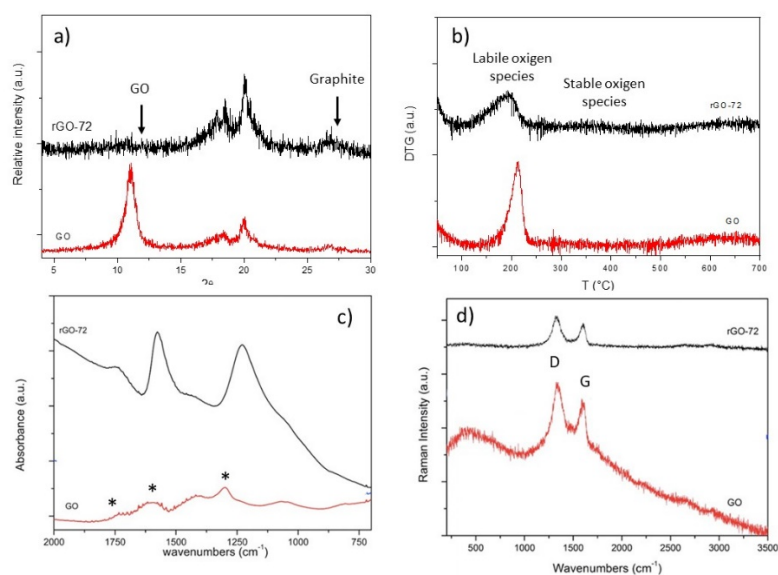 a)
GO
Graphite
rGO-72
GO
Relative intensity (a.u.)
5
10
15
20
25
30
b)
Labile oxigen
species
Stable oxigen
species
rGO-72
GO
DTG (a.u.)
100
200
300
400
500
600
700
T (°C)
c)
rGO-72
* * *
GO
Absorbance (a.u.)
2000
1750
1500
1250
1000
750
wavenumbers (cm-1)
d)
rGO-72
D
G
GO
Raman Intensity (a.u.)
500
1000
1500
2000
2500
3000
3500
Wavenumbers (cm-1)